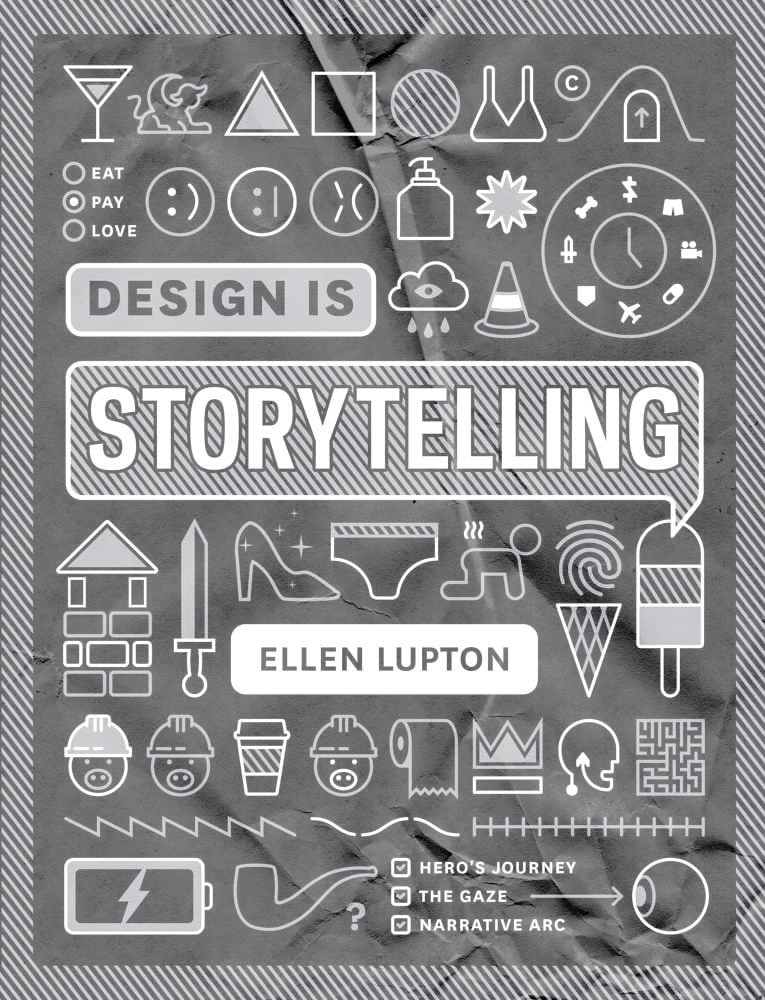 C
EAT
PAY
LOVE
:) :| :(
DESIGN IS
STORYTELLING
ELLEN LUPTON
HERO'S JOURNEY
THE GAZE
NARRATIVE ARC
?